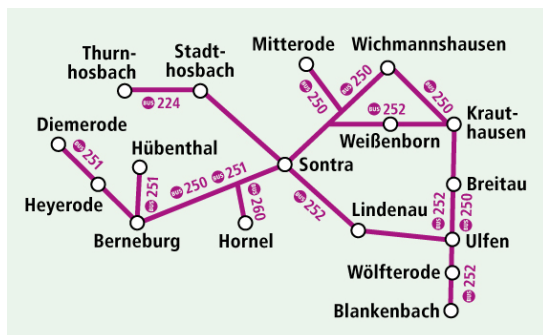 Thurn-
hosbach
Stadt-
hosbach
Mitterode
Wichmannshausen
BUS 224
BUS 250
BUS 250
BUS 252
BUS 250
Kraut-
hausen
Diemerode
Hübenthal
Weißenborn
BUS 251
BUS 251
BUS 250 BUS 251
Sontra
Breitau
Heyerode
BUS 260
BUS 252
Lindenau
BUS 252
BUS 250
Berneburg
Hornel
Ulfen
Wölfterode
BUS 252
Blankenbach